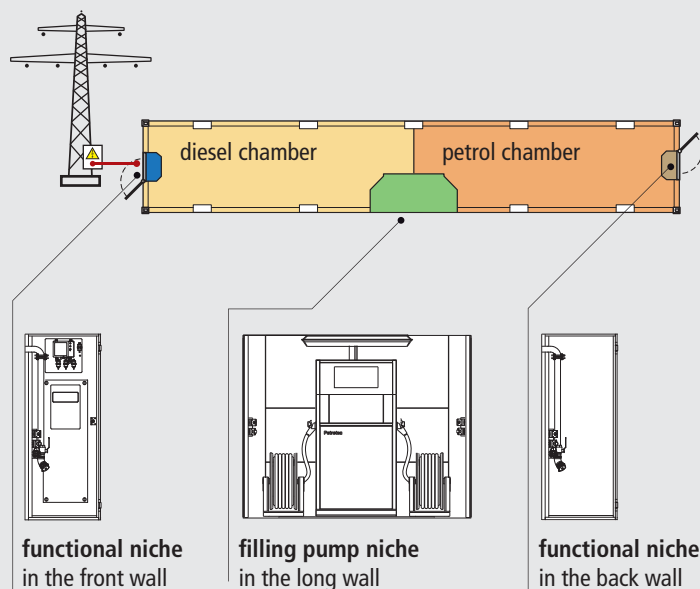 diesel chamber
petrol chamber
Petrotec
functional niche
in the front wall
filling pump niche
in the long wall
functional niche
in the back wall